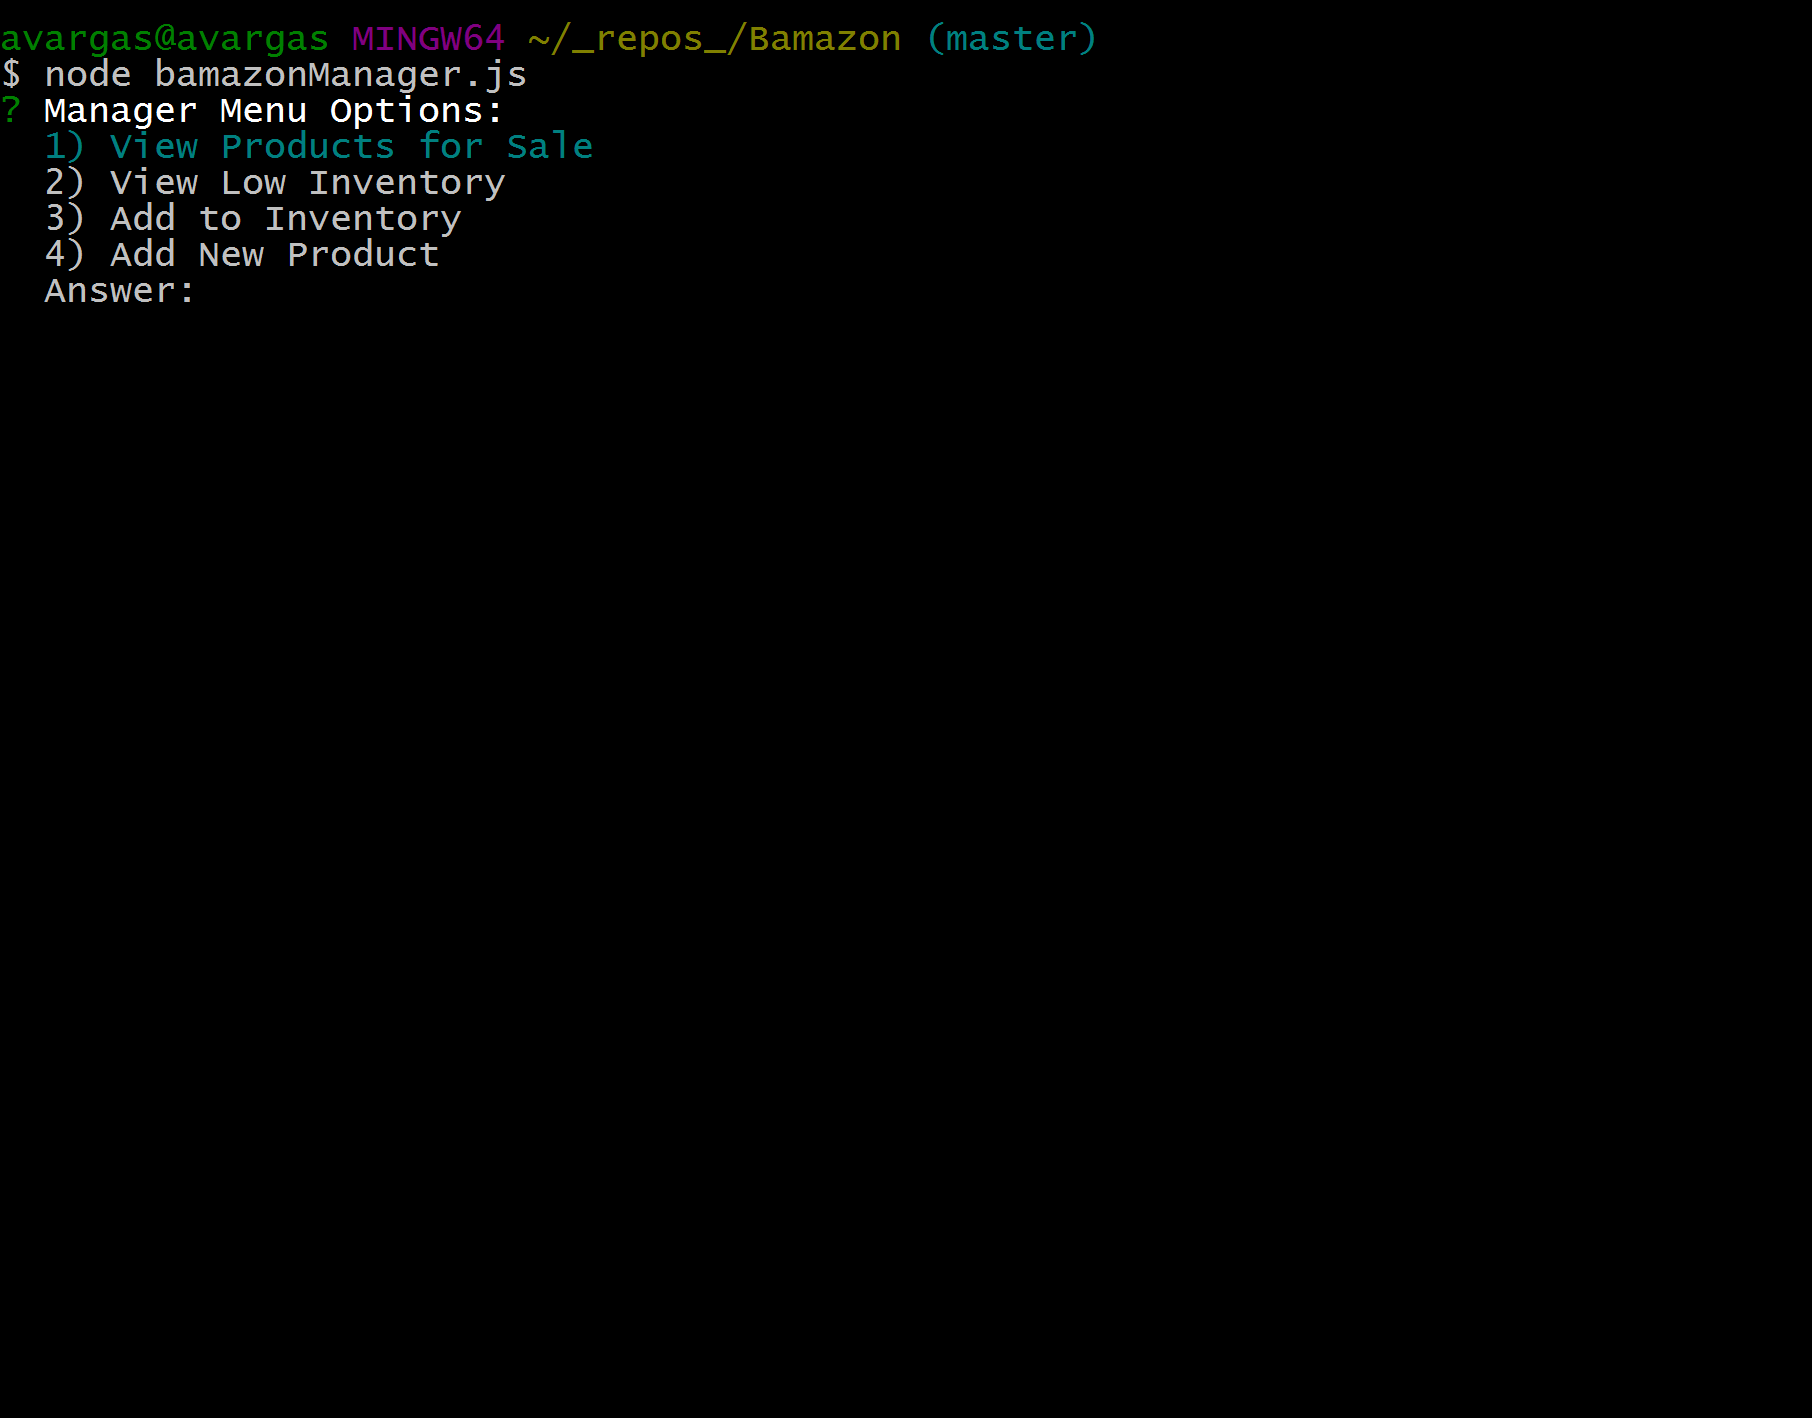 avargas@avargas MINGW64 ~/_repos_/Bamazon (master)
$ node bamazonManager.js
? Manager Menu Options:
  1) View Products for Sale
  2) View Low Inventory
  3) Add to Inventory
  4) Add New Product
  Answer: